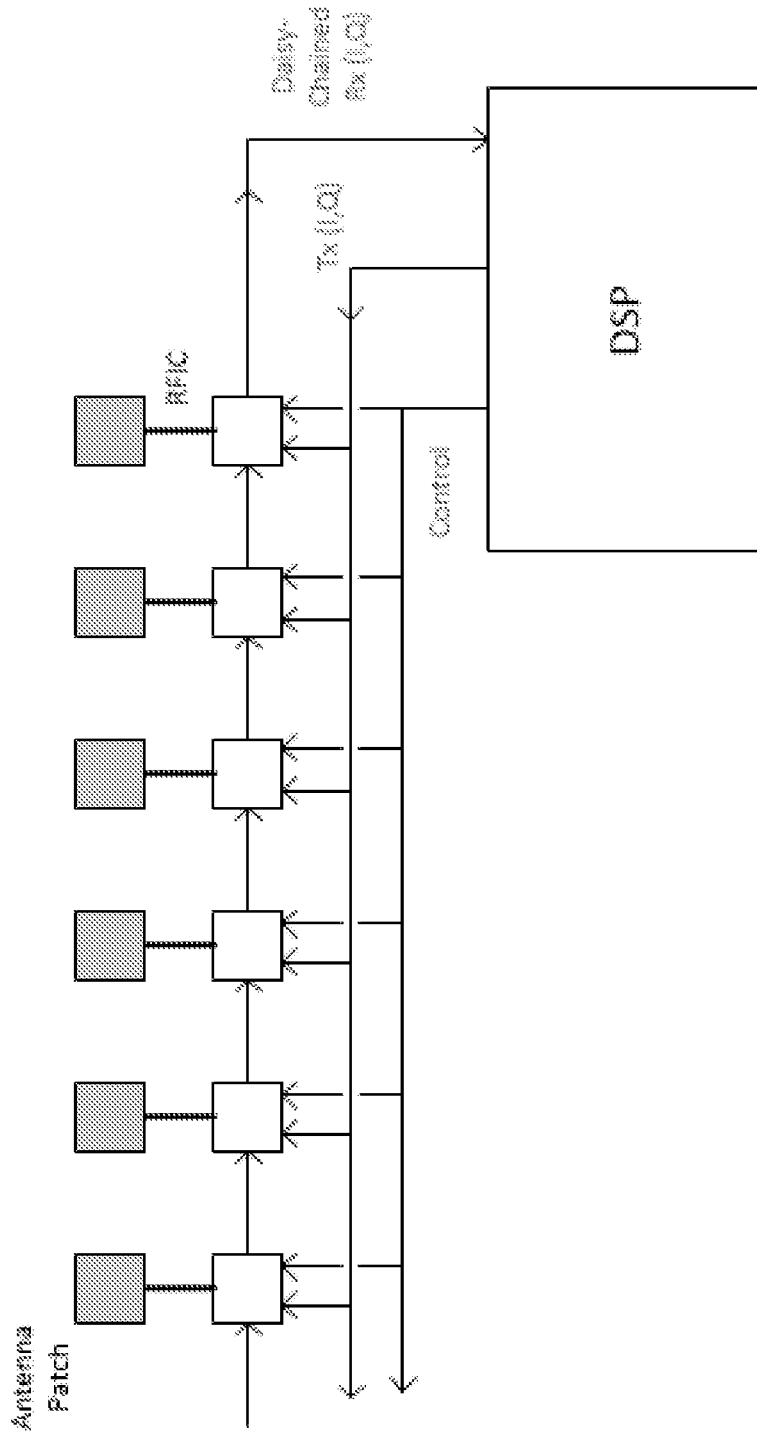 Antenna
Patch
RFIC
Daisy-
Chained
Rx (I,Q)
Tx (I,Q)
Control
DSP